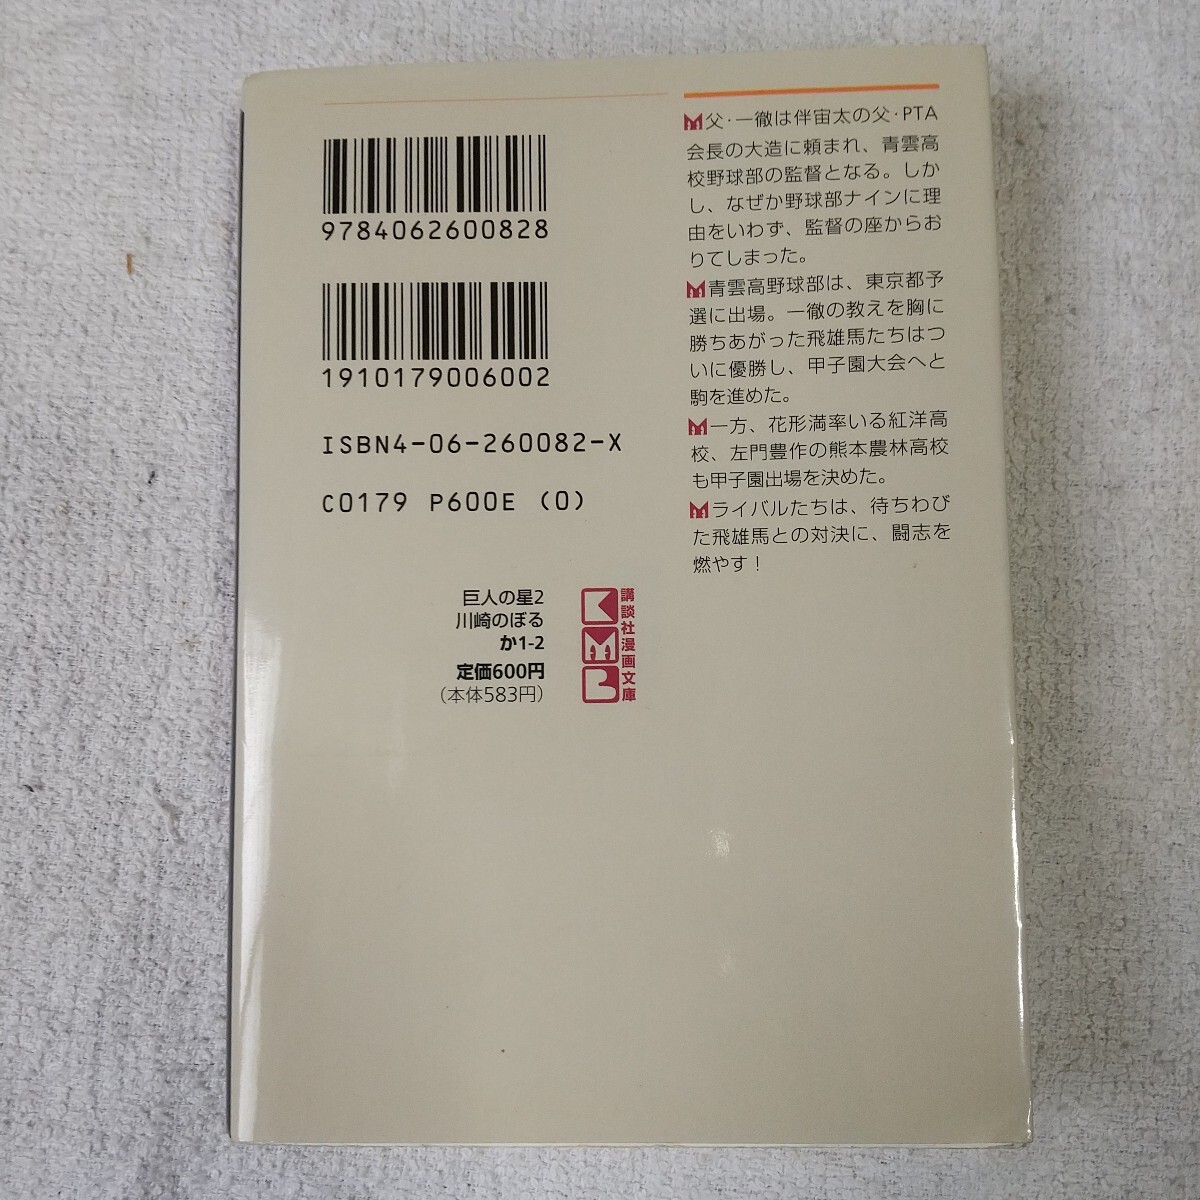 9784062600828
1910179006002
ISBN4-06-260082-X
C0179 P600E (0)
父・一徹は伴宙太の父・PTA
会長の大造に頼まれ、青雲高
校野球部の監督となる。しか
し、なぜか野球部ナインに理
由をいわず、監督の座からお
りてしまった。
青雲高野球部は、東京都予
選に出場。一徹の教えを胸に
勝ちあがった飛雄馬たちはつ
いに優勝し、甲子園大会へと
駒を進めた。
一方、花形満率いる紅洋高
校、左門豊作の熊本農林高校
も甲子園出場を決めた。
ライバルたちは、待ちわび
た飛雄馬との対決に、闘志を
燃やす！
巨人の星2
川崎のぼる
か1-2
定価600円
（本体583円）
KMB
講談社漫画文庫